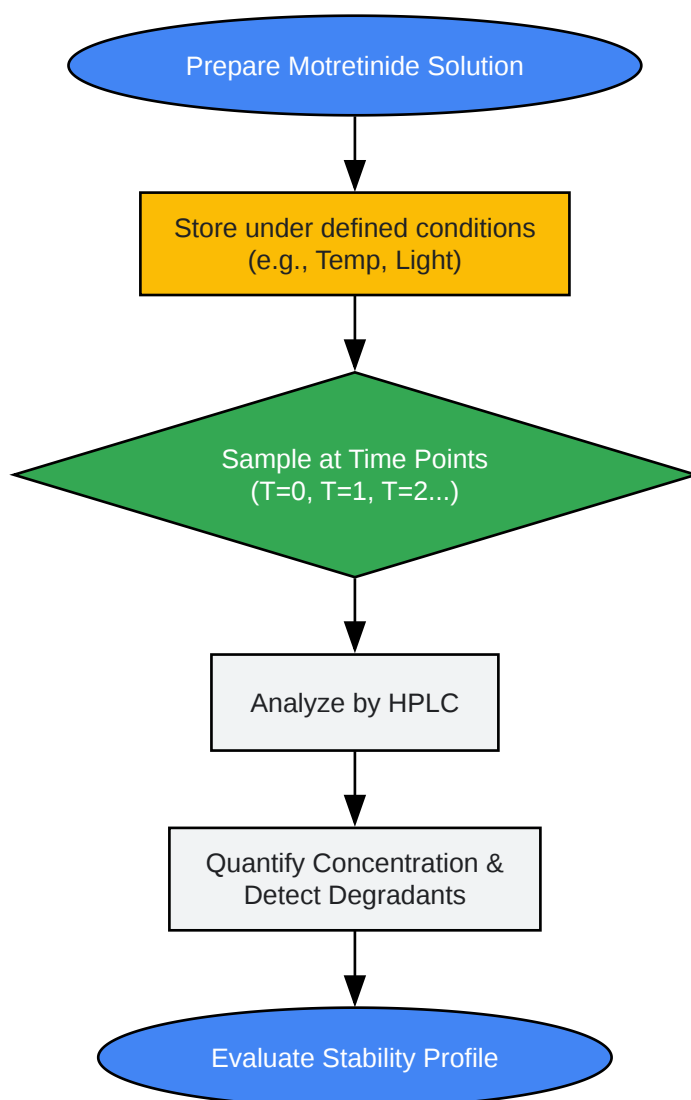 Prepare Motretinide Solution
Store under defined conditions
(e.g., Temp, Light)
Sample at Time Points
(T=0, T=1, T=2...)
Analyze by HPLC
Quantify Concentration &
Detect Degradants
Evaluate Stability Profile